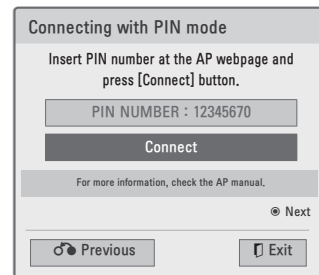 Connecting with PIN mode
Insert PIN number at the AP webpage and
press [Connect] button.
PIN NUMBER : 12345670
Connect
For more information, check the AP manual.
◉ Next
Previous
Exit